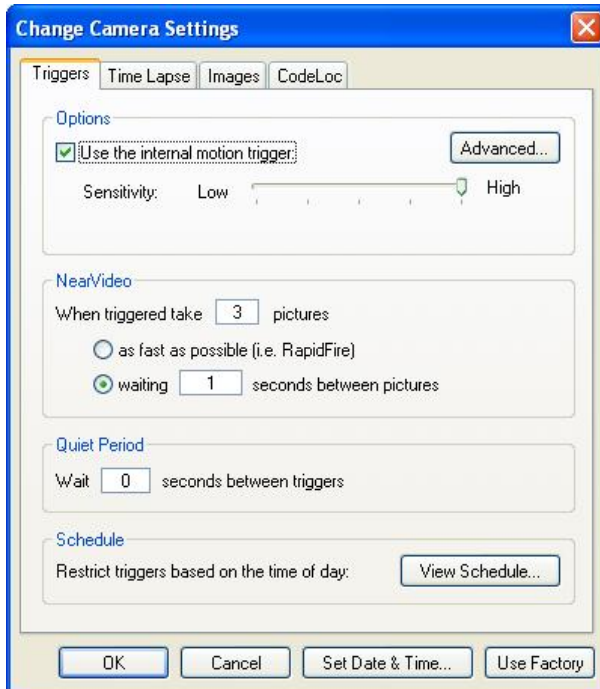 Change Camera Settings
Triggers Time Lapse Images CodeLoc
Options
Use the internal motion trigger: Advanced...
Sensitivity: Low High
NearVideo
When triggered take 3 pictures
as fast as possible (i.e. RapidFire)
waiting 1 seconds between pictures
Quiet Period
Wait 0 seconds between triggers
Schedule
Restrict triggers based on the time of day: View Schedule...
OK Cancel Set Date & Time... Use Factory